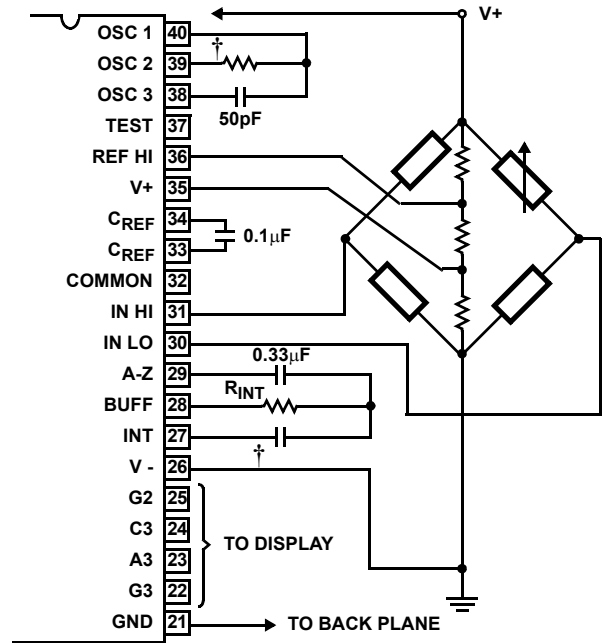 V+
OSC 1 40
OSC 2 39 †
OSC 3 38
50pF
TEST 37
REF HI 36
V+ 35
CREF 34
0.1µF
CREF 33
COMMON 32
IN HI 31
IN LO 30
0.33µF
A-Z 29
RINT
BUFF 28
INT 27
†
V - 26
G2 25
C3 24
TO DISPLAY
A3 23
G3 22
GND 21 TO BACK PLANE